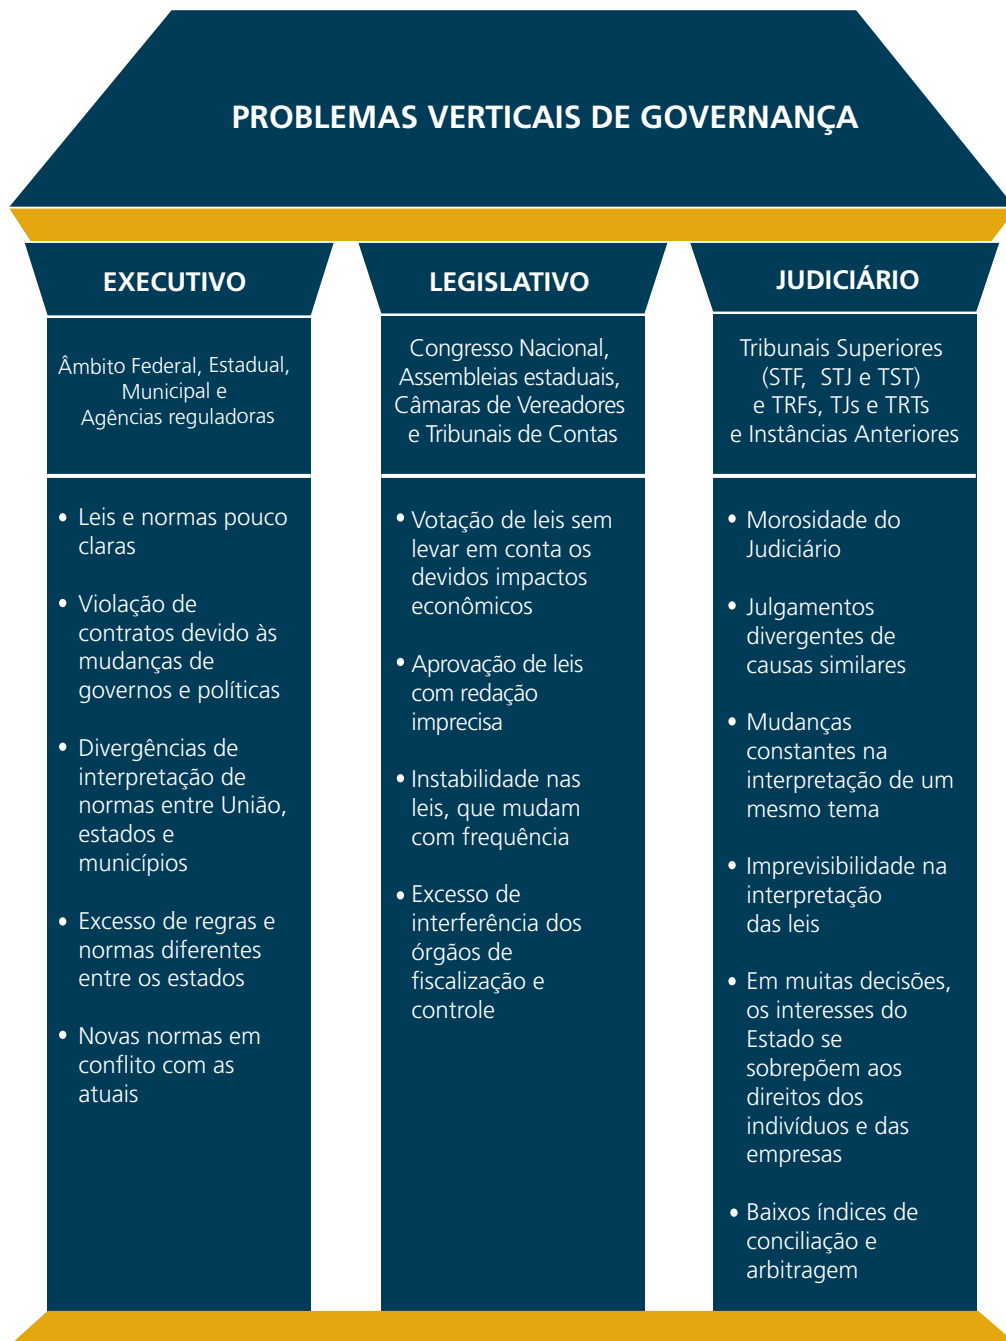 PROBLEMAS VERTICAIS DE GOVERNANÇA
EXECUTIVO
Âmbito Federal, Estadual,
Municipal e
Agências reguladoras
• Leis e normas pouco
claras
• Violação de
contratos devido às
mudanças de
governos e políticas
• Divergências de
interpretação de
normas entre União,
estados e
municípios
• Excesso de regras e
normas diferentes
entre os estados
• Novas normas em
conflito com as
atuais
LEGISLATIVO
Congresso Nacional,
Assembleias estaduais,
Câmaras de Vereadores
e Tribunais de Contas
• Votação de leis sem
levar em conta os
devidos impactos
econômicos
• Aprovação de leis
com redação
imprecisa
• Instabilidade nas
leis, que mudam
com frequência
• Excesso de
interferência dos
órgãos de
fiscalização e
controle
JUDICIÁRIO
Tribunais Superiores
(STF, STJ e TST)
e TRFs, TJs e TRTs
e Instâncias Anteriores
• Morosidade do
Judiciário
• Julgamentos
divergentes de
causas similares
• Mudanças
constantes na
interpretação de um
mesmo tema
• Imprevisibilidade na
interpretação
das leis
• Em muitas decisões,
os interesses do
Estado se
sobrepõem aos
direitos dos
indivíduos e das
empresas
• Baixos índices de
conciliação e
arbitragem